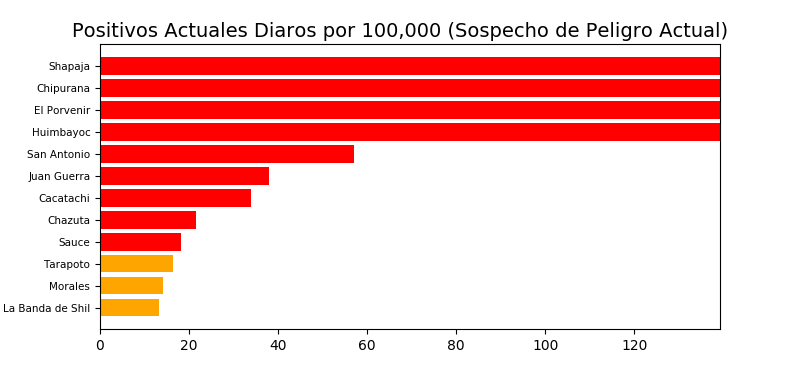 Positivos Actuales Diaros por 100,000 (Sospecho de Peligro Actual)
Shapaja
Chipurana
El Porvenir
Huimbayoc
San Antonio
Juan Guerra
Cacatachi
Chazuta
Sauce
Tarapoto
Morales
La Banda de Shil
0 20 40 60 80 100 120